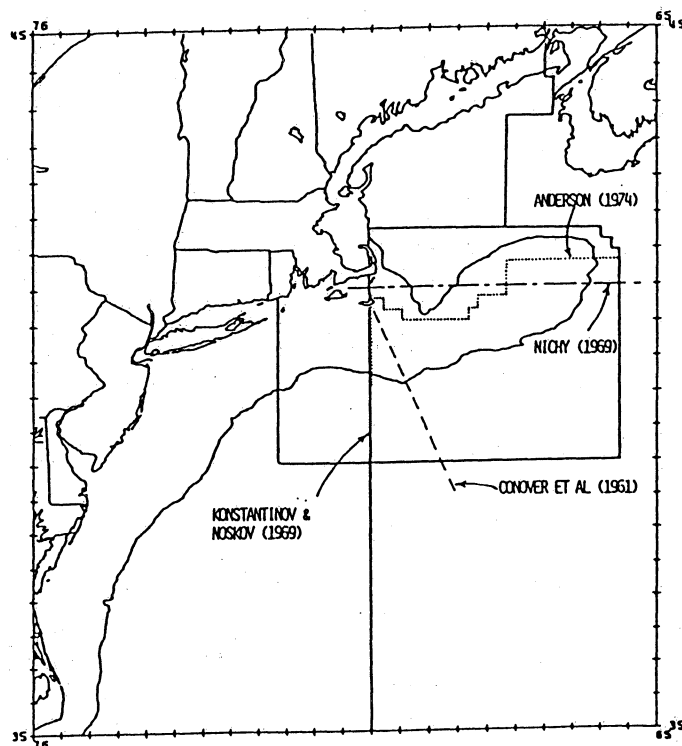 45 76
65 45
ANDERSON (1974)
NICHY (1969)
CONOVER ET AL (1961)
KONSTANTINOV &
NOSKOV (1969)
35 76
65 35